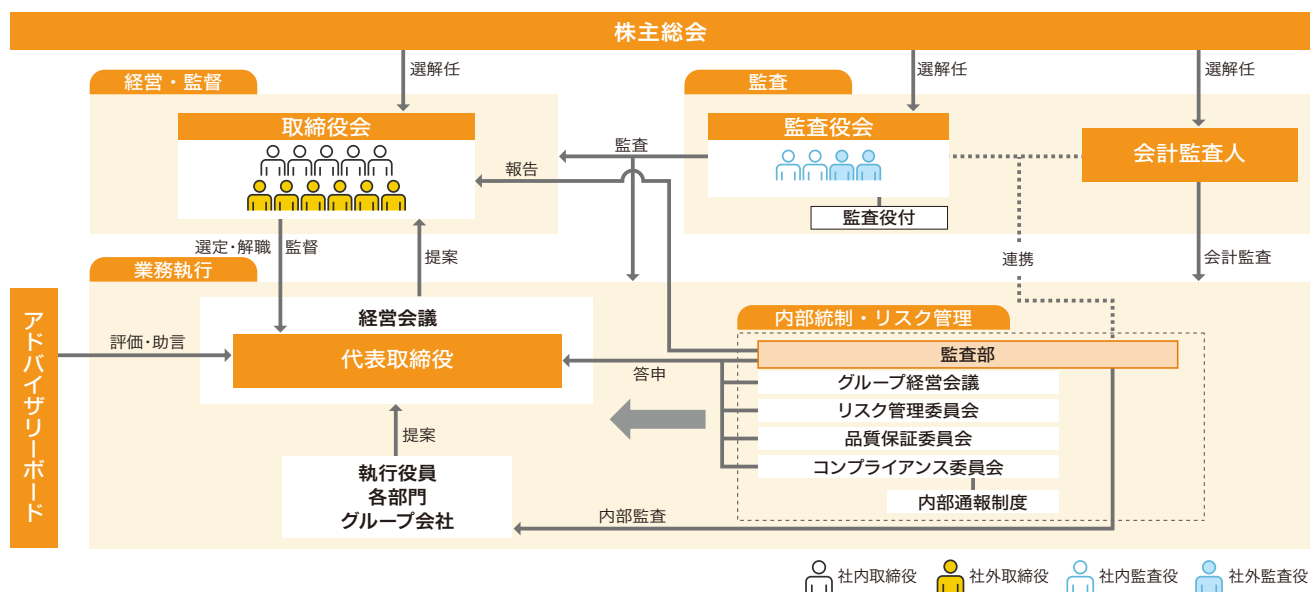 株主総会
選解任
選解任
選解任
経営・監督
監査
取締役会
監査役会
会計監査人
監査
報告
監査役付
選定・解職
監督
提案
連携
会計監査
業務執行
アドバイザリーボード
経営会議
代表取締役
評価・助言
内部統制・リスク管理
監査部
答申
グループ経営会議
リスク管理委員会
品質保証委員会
コンプライアンス委員会
内部通報制度
提案
執行役員
各部門
グループ会社
内部監査
社内取締役
社外取締役
社内監査役
社外監査役